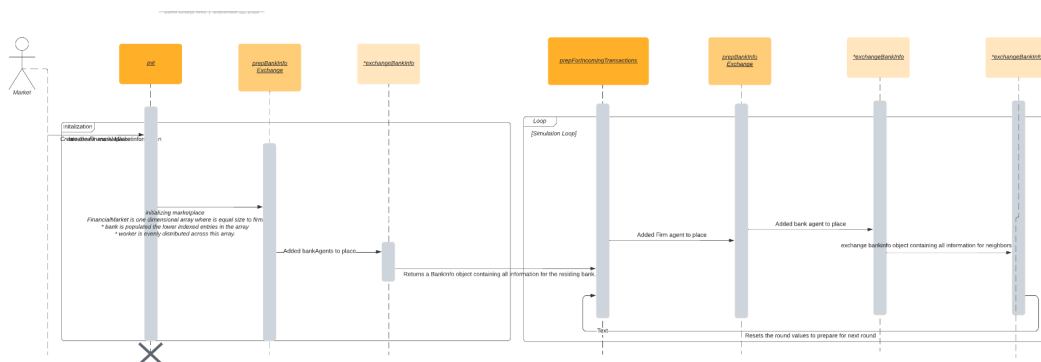 init
prepBankInfo
Exchange
*exchangeBankInfo
prepForIncomingTransactions
prepBankInfo
Exchange
*exchangeBankInfo
*exchangeBankInfo
Market
initalization
Loop
[Simulation Loop]
initializing marketplace
FinancialMarket is one dimensional array where is equal size to firm
* bank is populated the lower indexed entries in the array
* worker is evenly distributed across this array.
Added bankAgents to place
Returns a BankInfo object containing all information for the residing bank.
Added Firm agent to place
Added bank agent to place
exchange bankinfo object containing all information for neighbors
Text
Resets the round values to prepare for next round